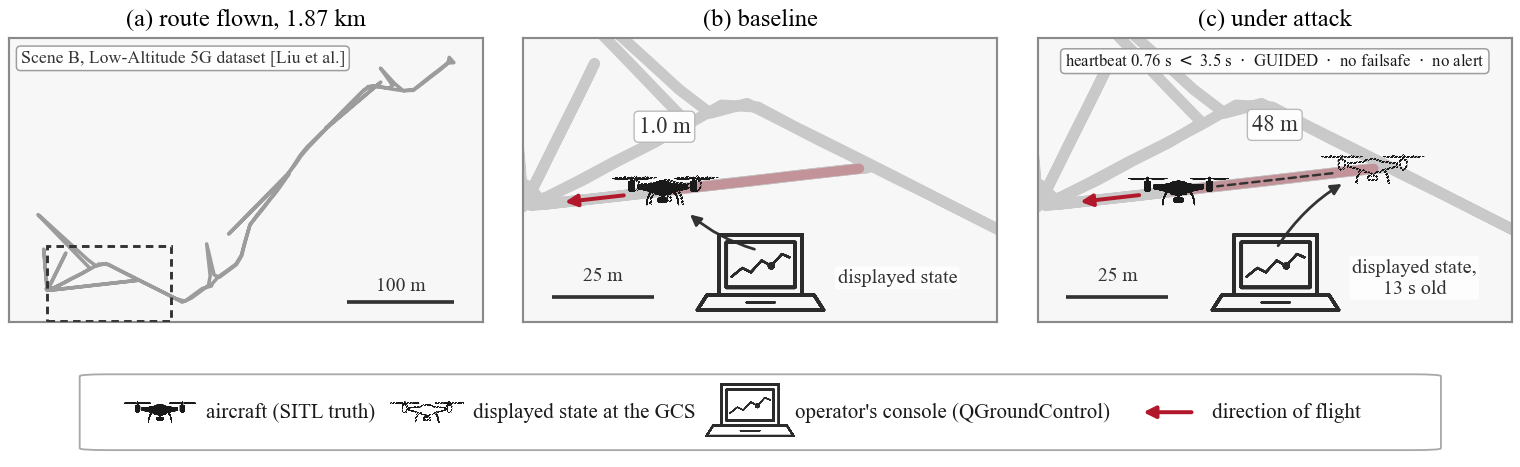 (a) route flown, 1.87 km
Scene B, Low-Altitude 5G dataset [Liu et al.]
100 m
(b) baseline
1.0 m
25 m
displayed state
(c) under attack
heartbeat 0.76 s < 3.5 s · GUIDED · no failsafe · no alert
48 m
25 m
displayed state,
13 s old
aircraft (SITL truth)
displayed state at the GCS
operator's console (QGroundControl)
direction of flight